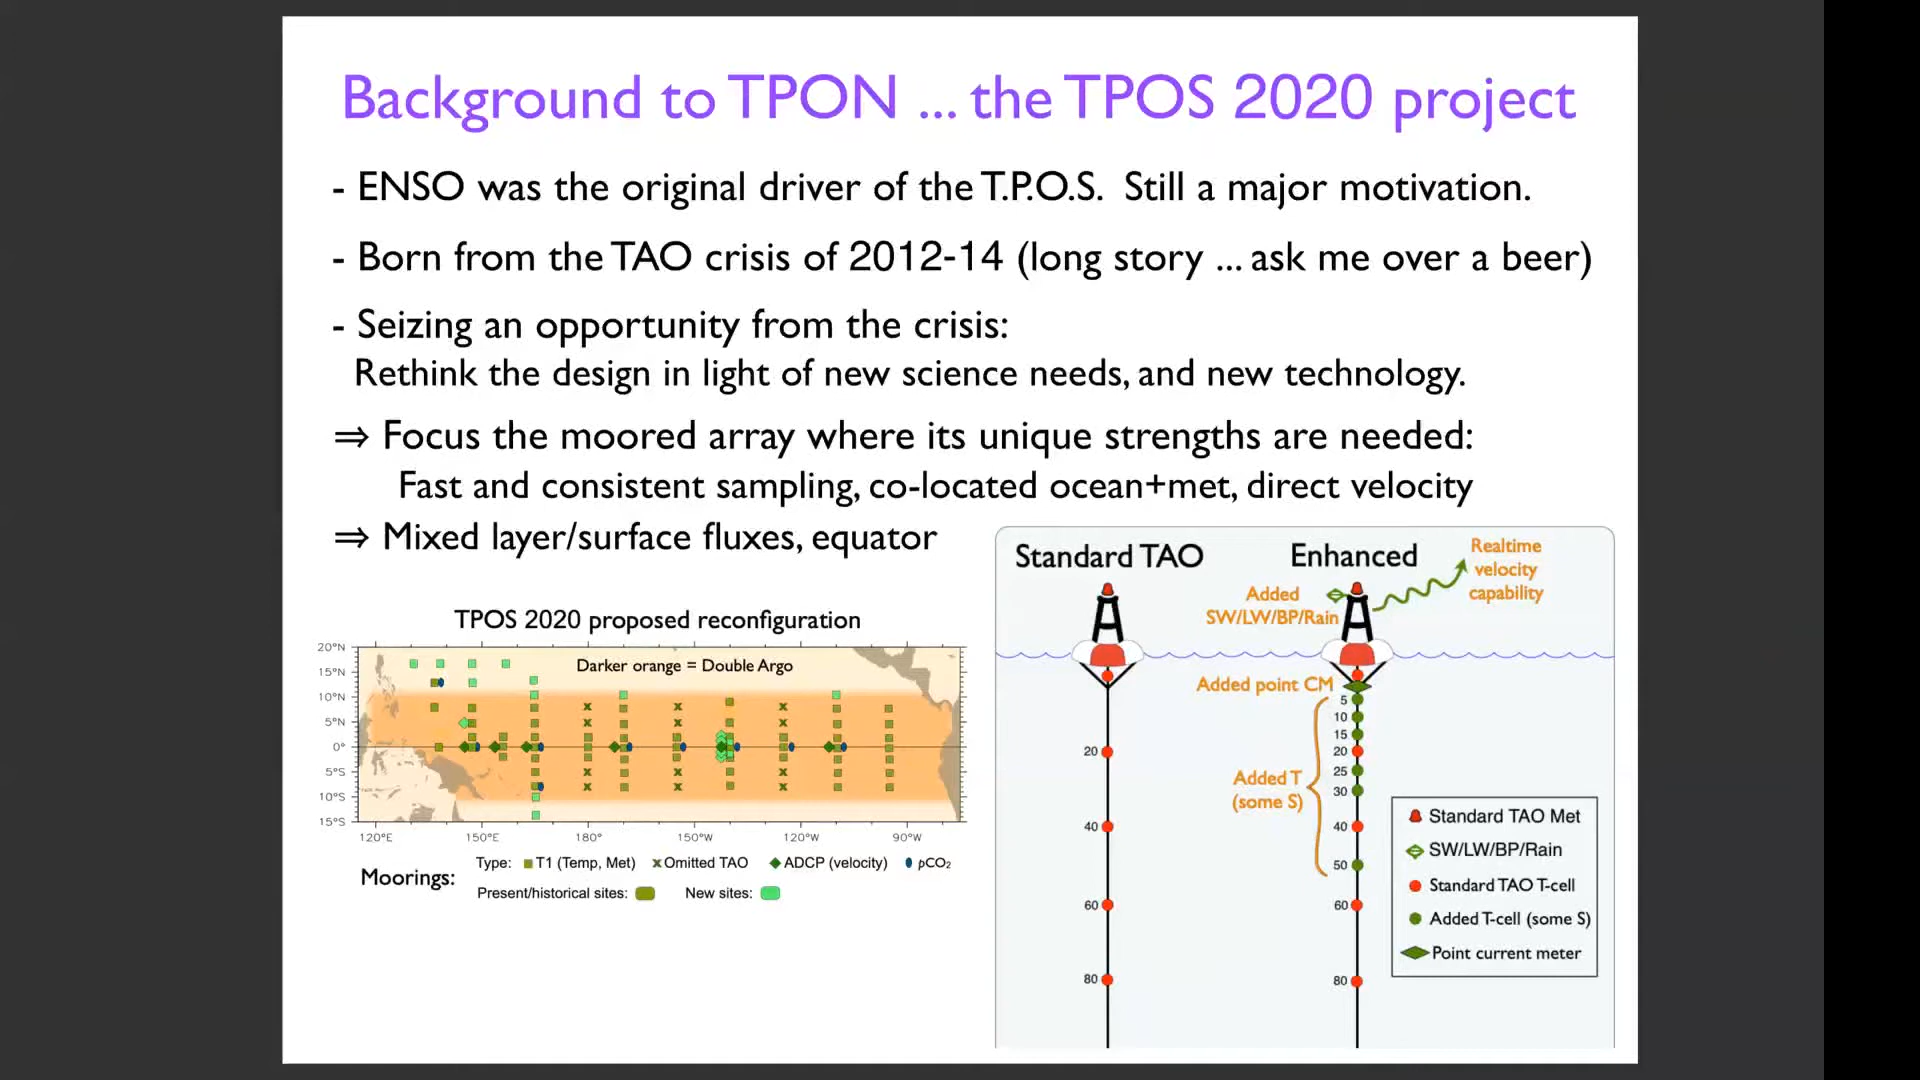 Background to TPON ... the TPOS 2020 project
- ENSO was the original driver of the T.P.O.S. Still a major motivation.
- Born from the TAO crisis of 2012-14 (long story ... ask me over a beer)
- Seizing an opportunity from the crisis:
Rethink the design in light of new science needs, and new technology.
⇒ Focus the moored array where its unique strengths are needed:
Fast and consistent sampling, co-located ocean+met, direct velocity
⇒ Mixed layer/surface fluxes, equator
TPOS 2020 proposed reconfiguration
Darker orange = Double Argo
20°N
15°N
10°N
5°N
0°
5°S
10°S
15°S
120°E 150°E 180° 150°W 120°W 90°W
Moorings:
Type: T1 (Temp, Met) Omitted TAO ADCP (velocity) pCO₂
Present/historical sites: New sites:
Standard TAO
20
40
60
80
Enhanced
Realtime
velocity
capability
Added
SW/LW/BP/Rain
Added point CM
5
10
15
20
25
30
40
50
60
80
Added T
(some S)
Standard TAO Met
SW/LW/BP/Rain
Standard TAO T-cell
Added T-cell (some S)
Point current meter